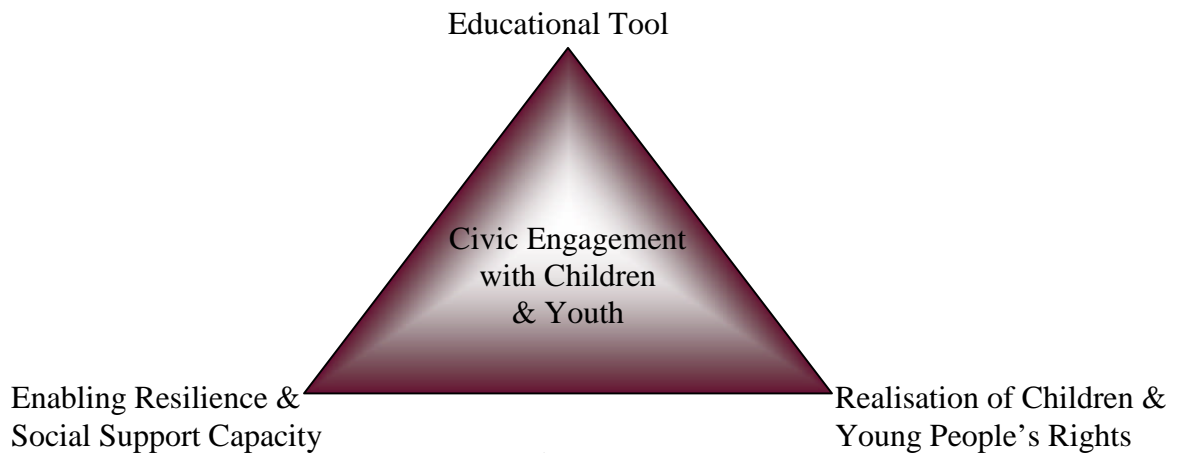 Educational Tool
Civic Engagement
with Children
& Youth
Enabling Resilience &
Social Support Capacity
Realisation of Children &
Young People's Rights